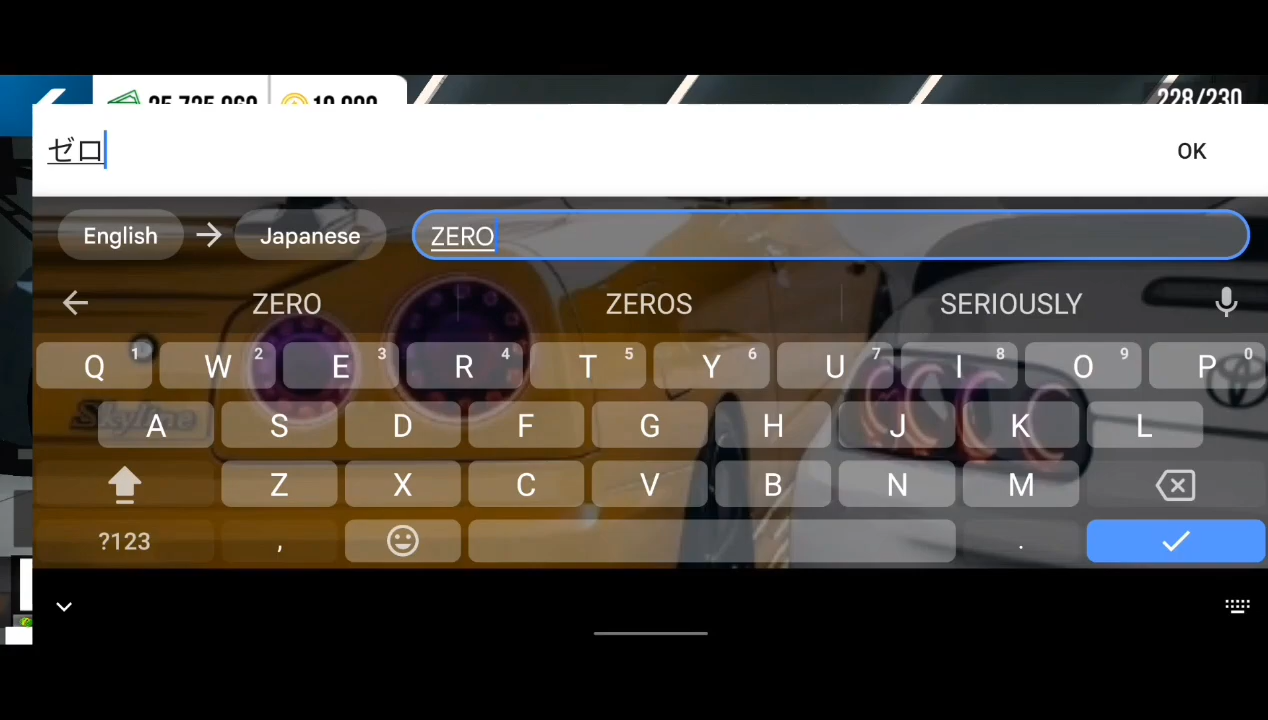 228/230
ゼロ
OK
English → Japanese ZERO
ZERO ZEROS SERIOUSLY
Q 1 W 2 E 3 R 4 T 5 Y 6 U 7 I 8 O 9 P 0
Skyline
A S D F G H J K L
Z X C V B N M
?123 , .